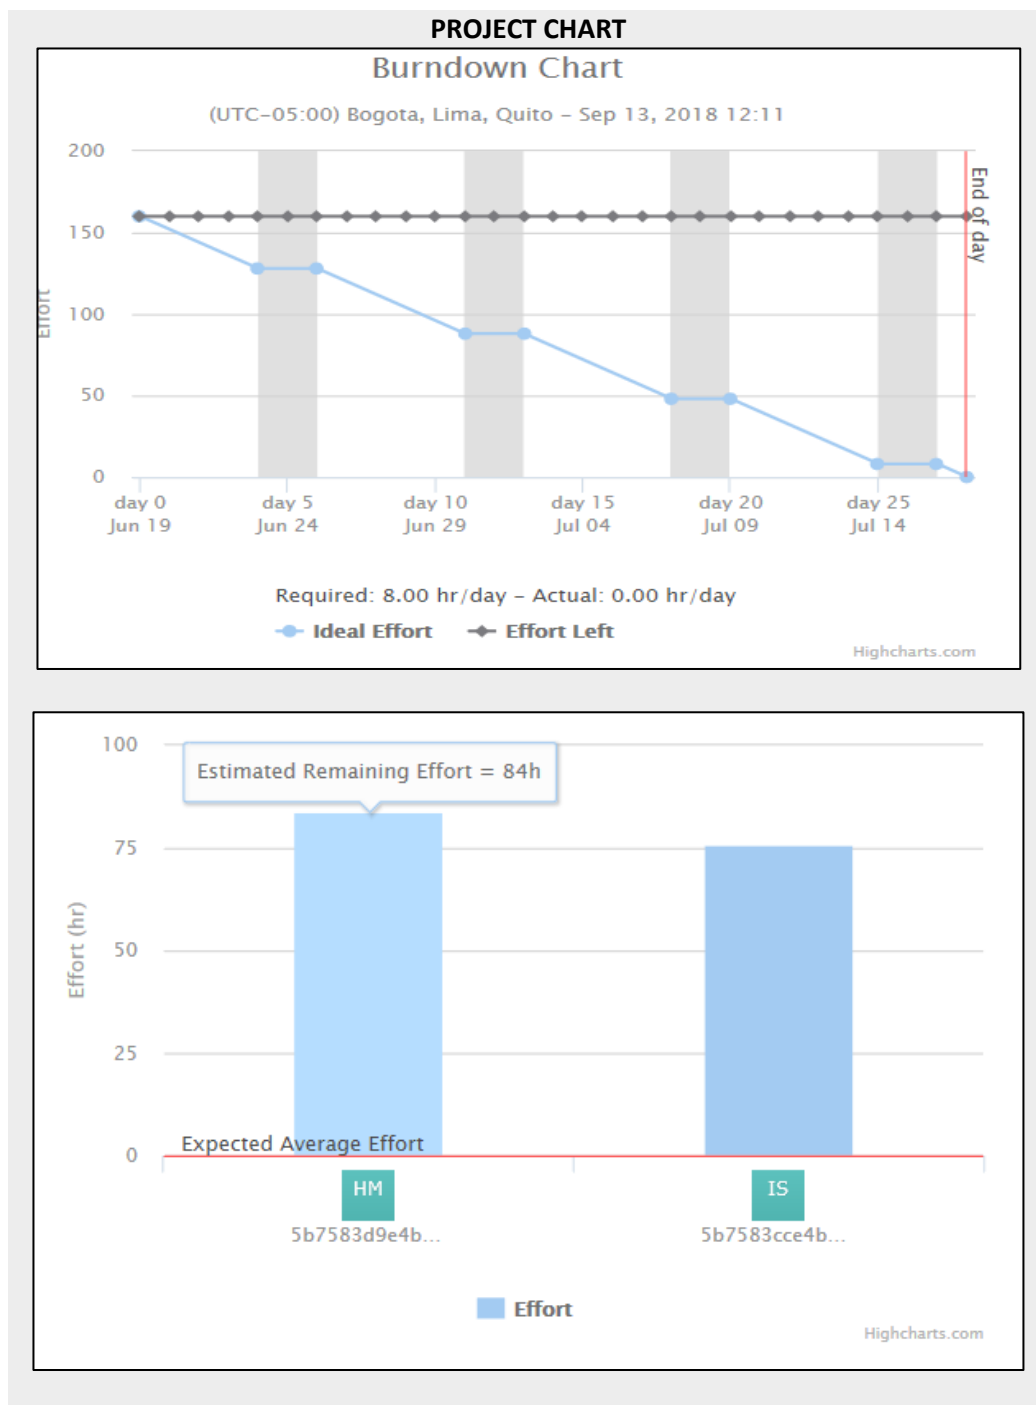 PROJECT CHART
Burndown Chart
(UTC-05:00) Bogota, Lima, Quito – Sep 13, 2018 12:11
200
150
100
50
0
Effort
End of day
day 0
Jun 19
day 5
Jun 24
day 10
Jun 29
day 15
Jul 04
day 20
Jul 09
day 25
Jul 14
Required: 8.00 hr/day – Actual: 0.00 hr/day
Ideal Effort
Effort Left
Highcharts.com
100
75
50
25
0
Effort (hr)
Estimated Remaining Effort = 84h
Expected Average Effort
HM
5b7583d9e4b...
IS
5b7583cce4b...
Effort
Highcharts.com